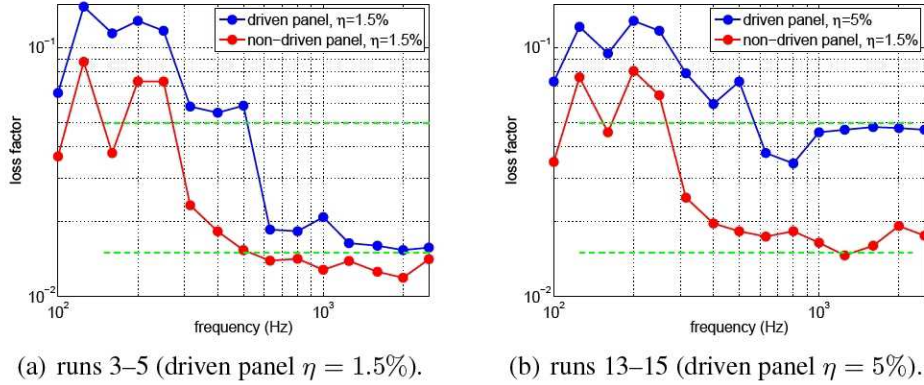 driven panel, η=1.5%
non-driven panel, η=1.5%
10⁻¹
loss factor
10⁻²
10²
10³
frequency (Hz)
(a) runs 3–5 (driven panel η = 1.5%).
driven panel, η=5%
non-driven panel, η=1.5%
10⁻¹
loss factor
10⁻²
10²
10³
frequency (Hz)
(b) runs 13–15 (driven panel η = 5%).